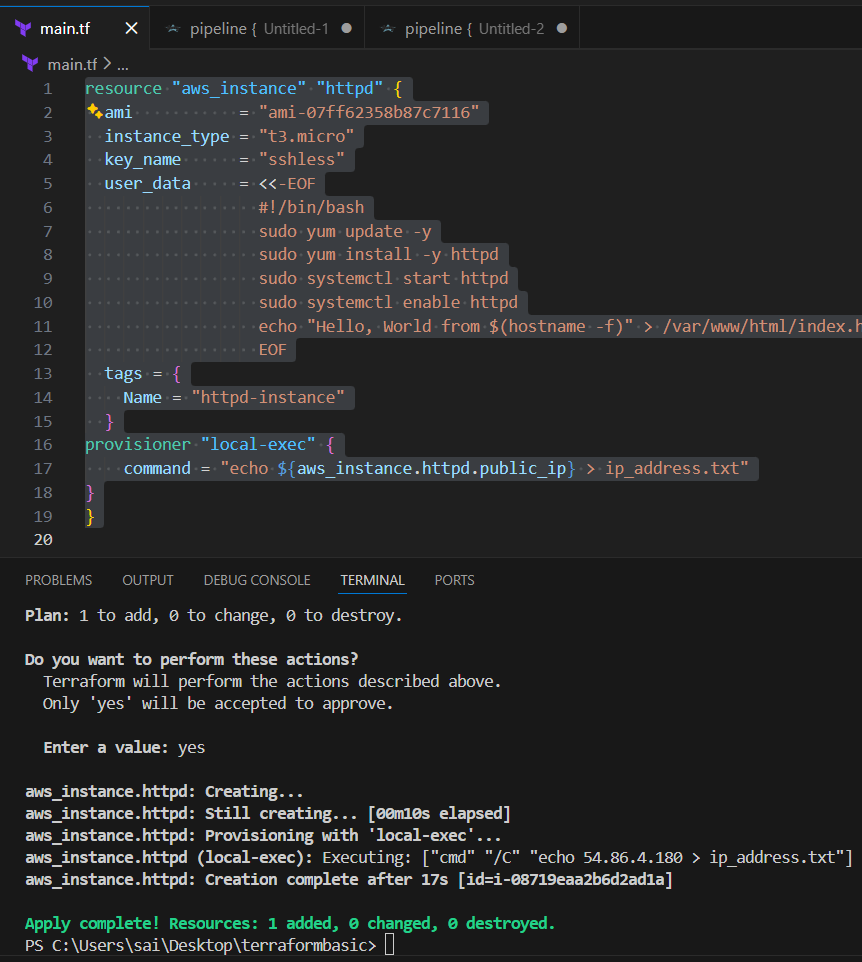 main.tf
pipeline { Untitled-1
pipeline { Untitled-2
main.tf > ...
1 resource "aws_instance" "httpd" {
2 ami = "ami-07ff62358b87c7116"
3 instance_type = "t3.micro"
4 key_name = "sshless"
5 user_data = <<-EOF
6 #!/bin/bash
7 sudo yum update -y
8 sudo yum install -y httpd
9 sudo systemctl start httpd
10 sudo systemctl enable httpd
11 echo "Hello, World from $(hostname -f)" > /var/www/html/index.h
12 EOF
13 tags = {
14 Name = "httpd-instance"
15 }
16 provisioner "local-exec" {
17 command = "echo ${aws_instance.httpd.public_ip} > ip_address.txt"
18 }
19 }
20
PROBLEMS OUTPUT DEBUG CONSOLE TERMINAL PORTS
Plan: 1 to add, 0 to change, 0 to destroy.
Do you want to perform these actions?
Terraform will perform the actions described above.
Only 'yes' will be accepted to approve.
Enter a value: yes
aws_instance.httpd: Creating...
aws_instance.httpd: Still creating... [00m10s elapsed]
aws_instance.httpd: Provisioning with 'local-exec'...
aws_instance.httpd (local-exec): Executing: ["cmd" "/C" "echo 54.86.4.180 > ip_address.txt"]
aws_instance.httpd: Creation complete after 17s [id=i-08719eaa2b6d2ad1a]
Apply complete! Resources: 1 added, 0 changed, 0 destroyed.
PS C:\Users\sai\Desktop\terraformbasic>